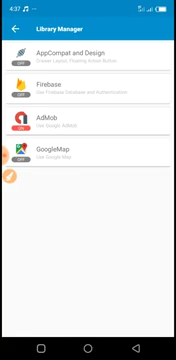 4:37
Library Manager
AppCompat and Design
Drawer Layout, Floating Action Button
OFF
Firebase
Use Firebase Database and Authentication
OFF
AdMob
Use Google AdMob
ON
GoogleMap
Use Google Map
OFF